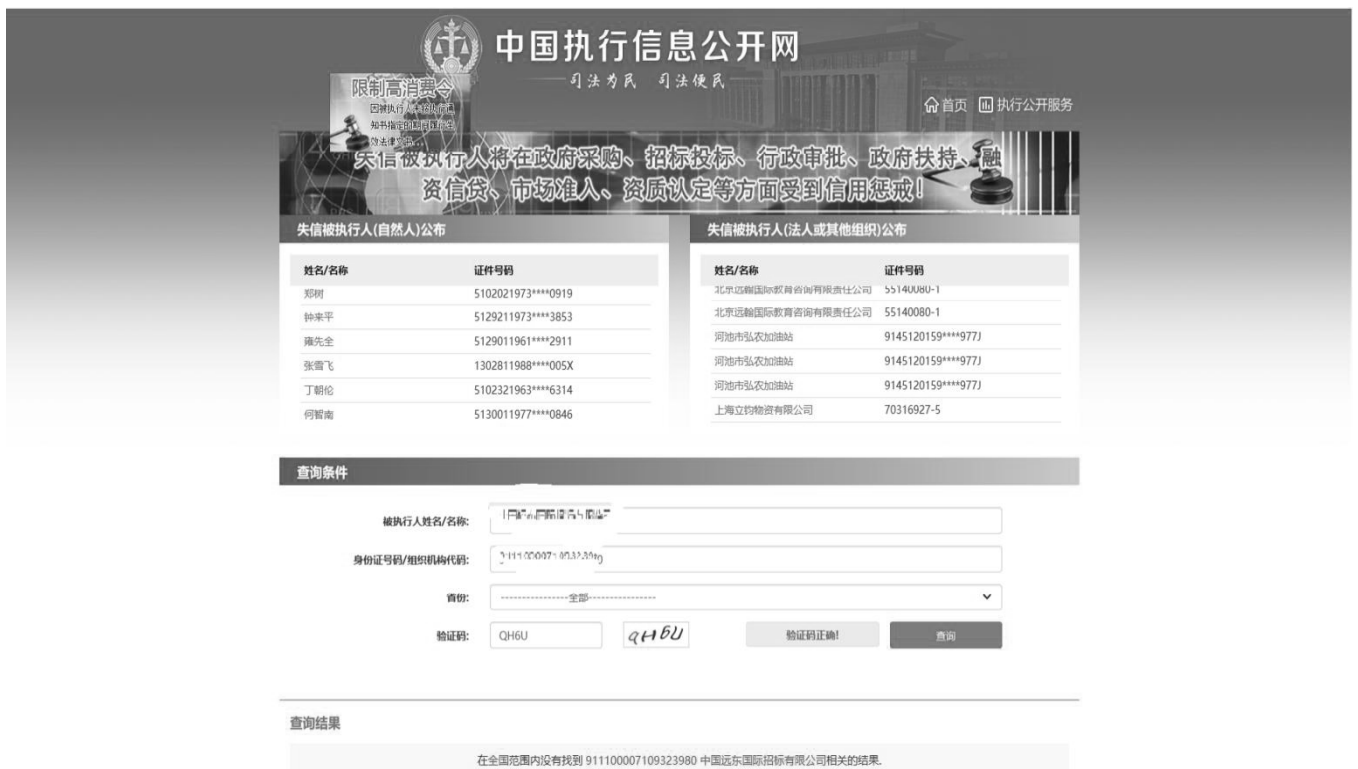 中国执行信息公开网
司法为民 司法便民
首页 执行公开服务
限制高消费令
失信被执行人将在政府采购、招标投标、行政审批、政府扶持、融
资信贷、市场准入、资质认定等方面受到信用惩戒!
失信被执行人(自然人)公布
姓名/名称 证件号码
郑树 5102021973****0919
钟来平 5129211973****3853
雍先全 5129011961****2911
张雪飞 1302811988****005X
丁朝伦 5102321963****6314
何智南 5130011977****0846
失信被执行人(法人或其他组织)公布
姓名/名称 证件号码
北京远翰国际教育咨询有限责任公司 55140080-1
北京远翰国际教育咨询有限责任公司 55140080-1
河池市弘农加油站 9145120159****977J
河池市弘农加油站 9145120159****977J
河池市弘农加油站 9145120159****977J
上海立钧物资有限公司 70316927-5
查询条件
被执行人姓名/名称:
身份证号码/组织机构代码:
省份: ----------------全部----------------
验证码: QH6U QH6U 验证码正确! 查询
查询结果
在全国范围内没有找到 911100007109323980 中国远东国际招标有限公司相关的结果.